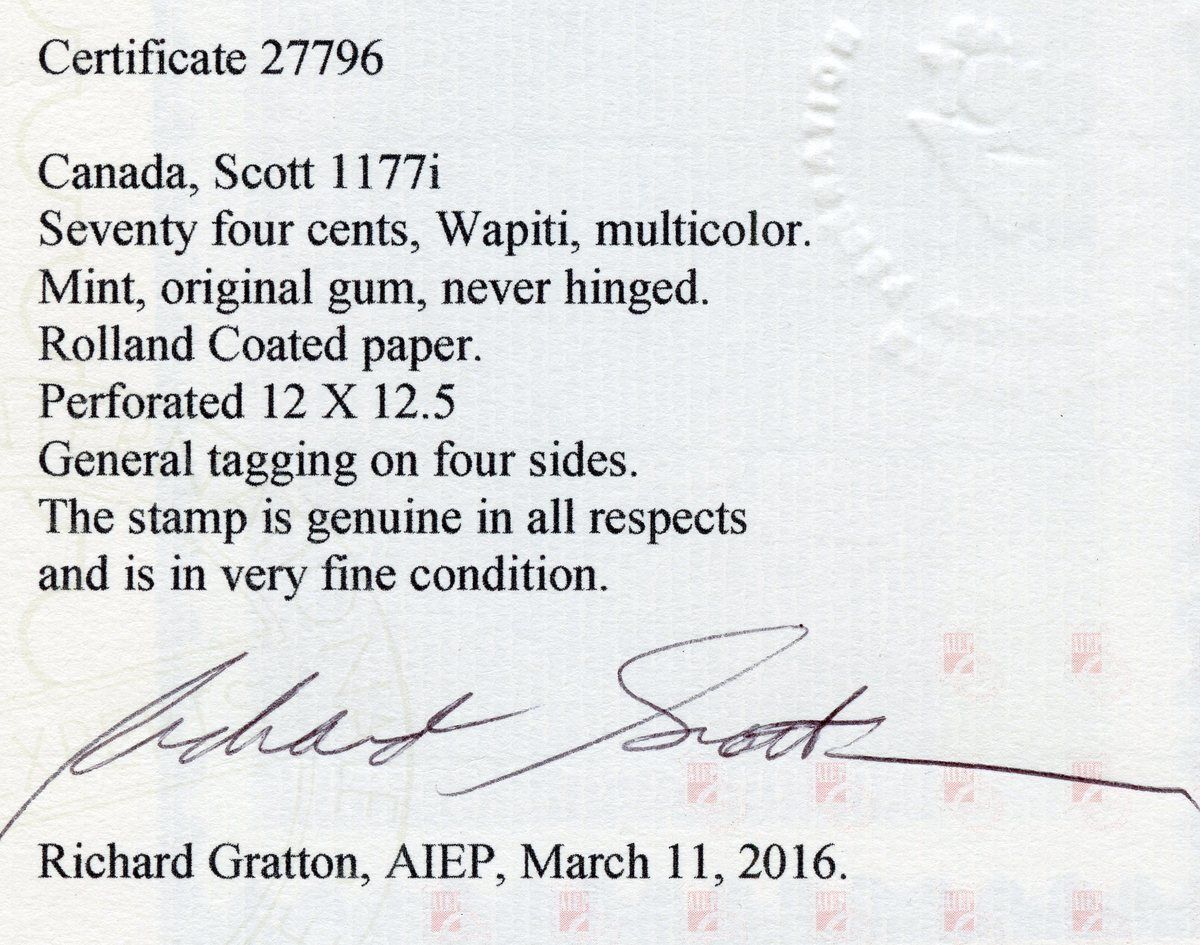 Certificate 27796
Canada, Scott 1177i
Seventy four cents, Wapiti, multicolor.
Mint, original gum, never hinged.
Rolland Coated paper.
Perforated 12 X 12.5
General tagging on four sides.
The stamp is genuine in all respects
and is in very fine condition.
Richard
Richard Gratton, AIEP, March 11, 2016.